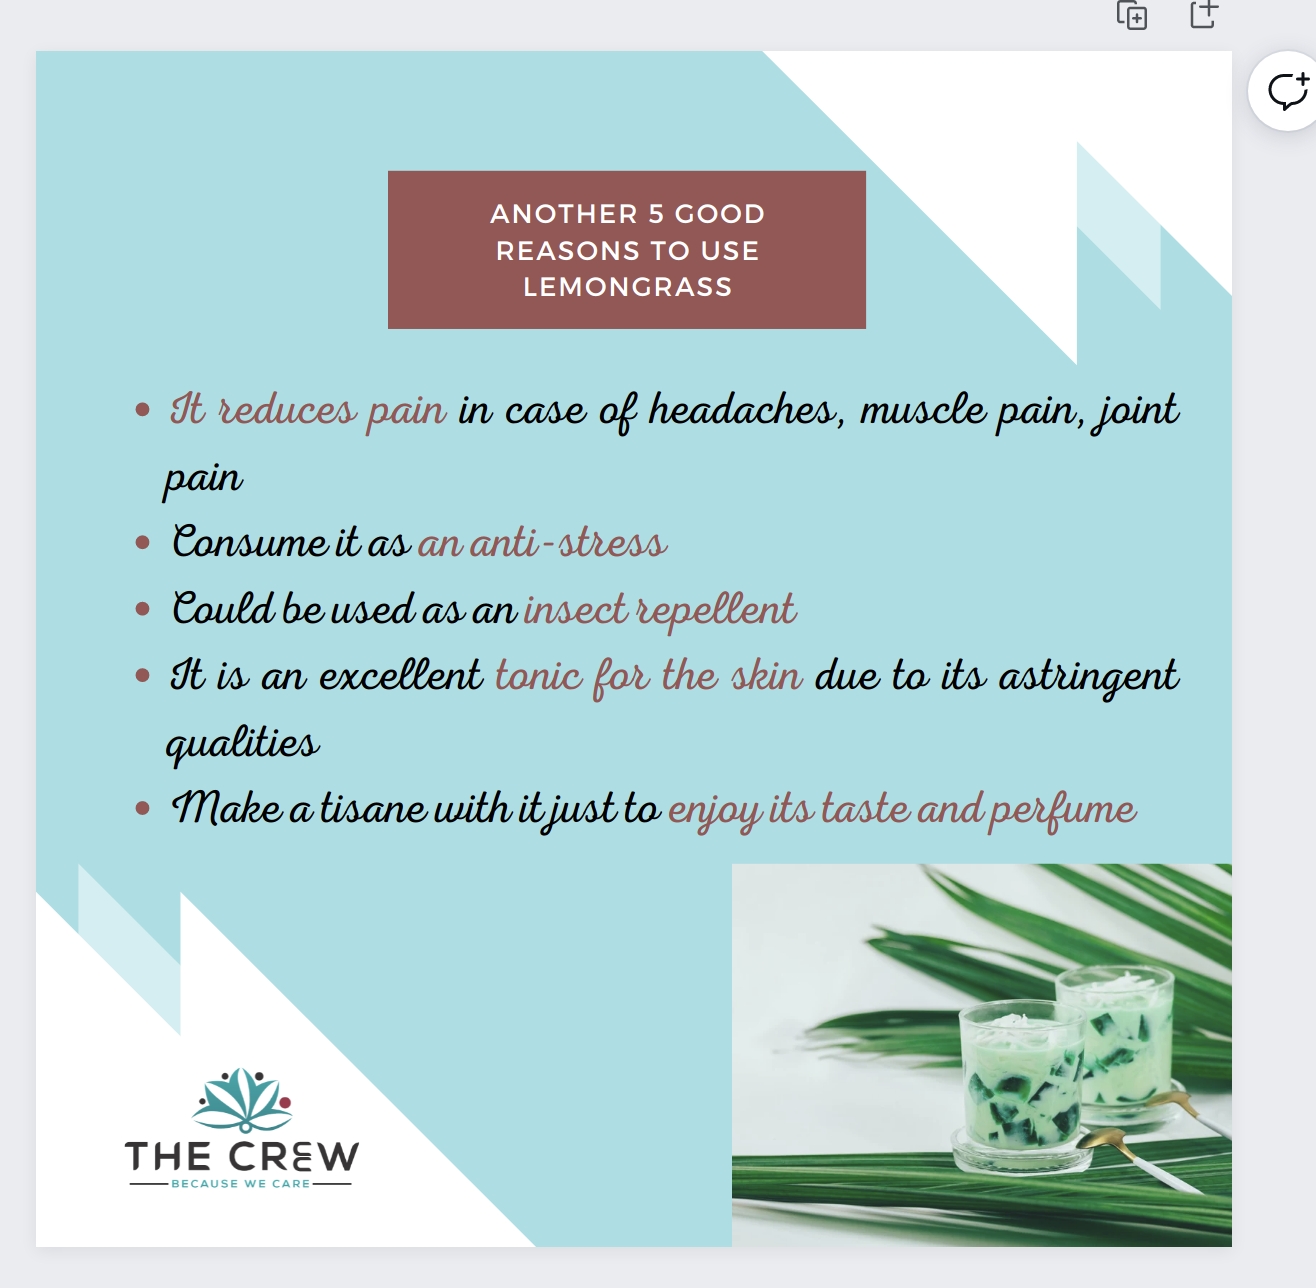 ANOTHER 5 GOOD
REASONS TO USE
LEMONGRASS
• It reduces pain in case of headaches, muscle pain, joint
pain
• Consume it as an anti-stress
• Could be used as an insect repellent
• It is an excellent tonic for the skin due to its astringent
qualities
• Make a tisane with it just to enjoy its taste and perfume
THE CREW
BECAUSE WE CARE